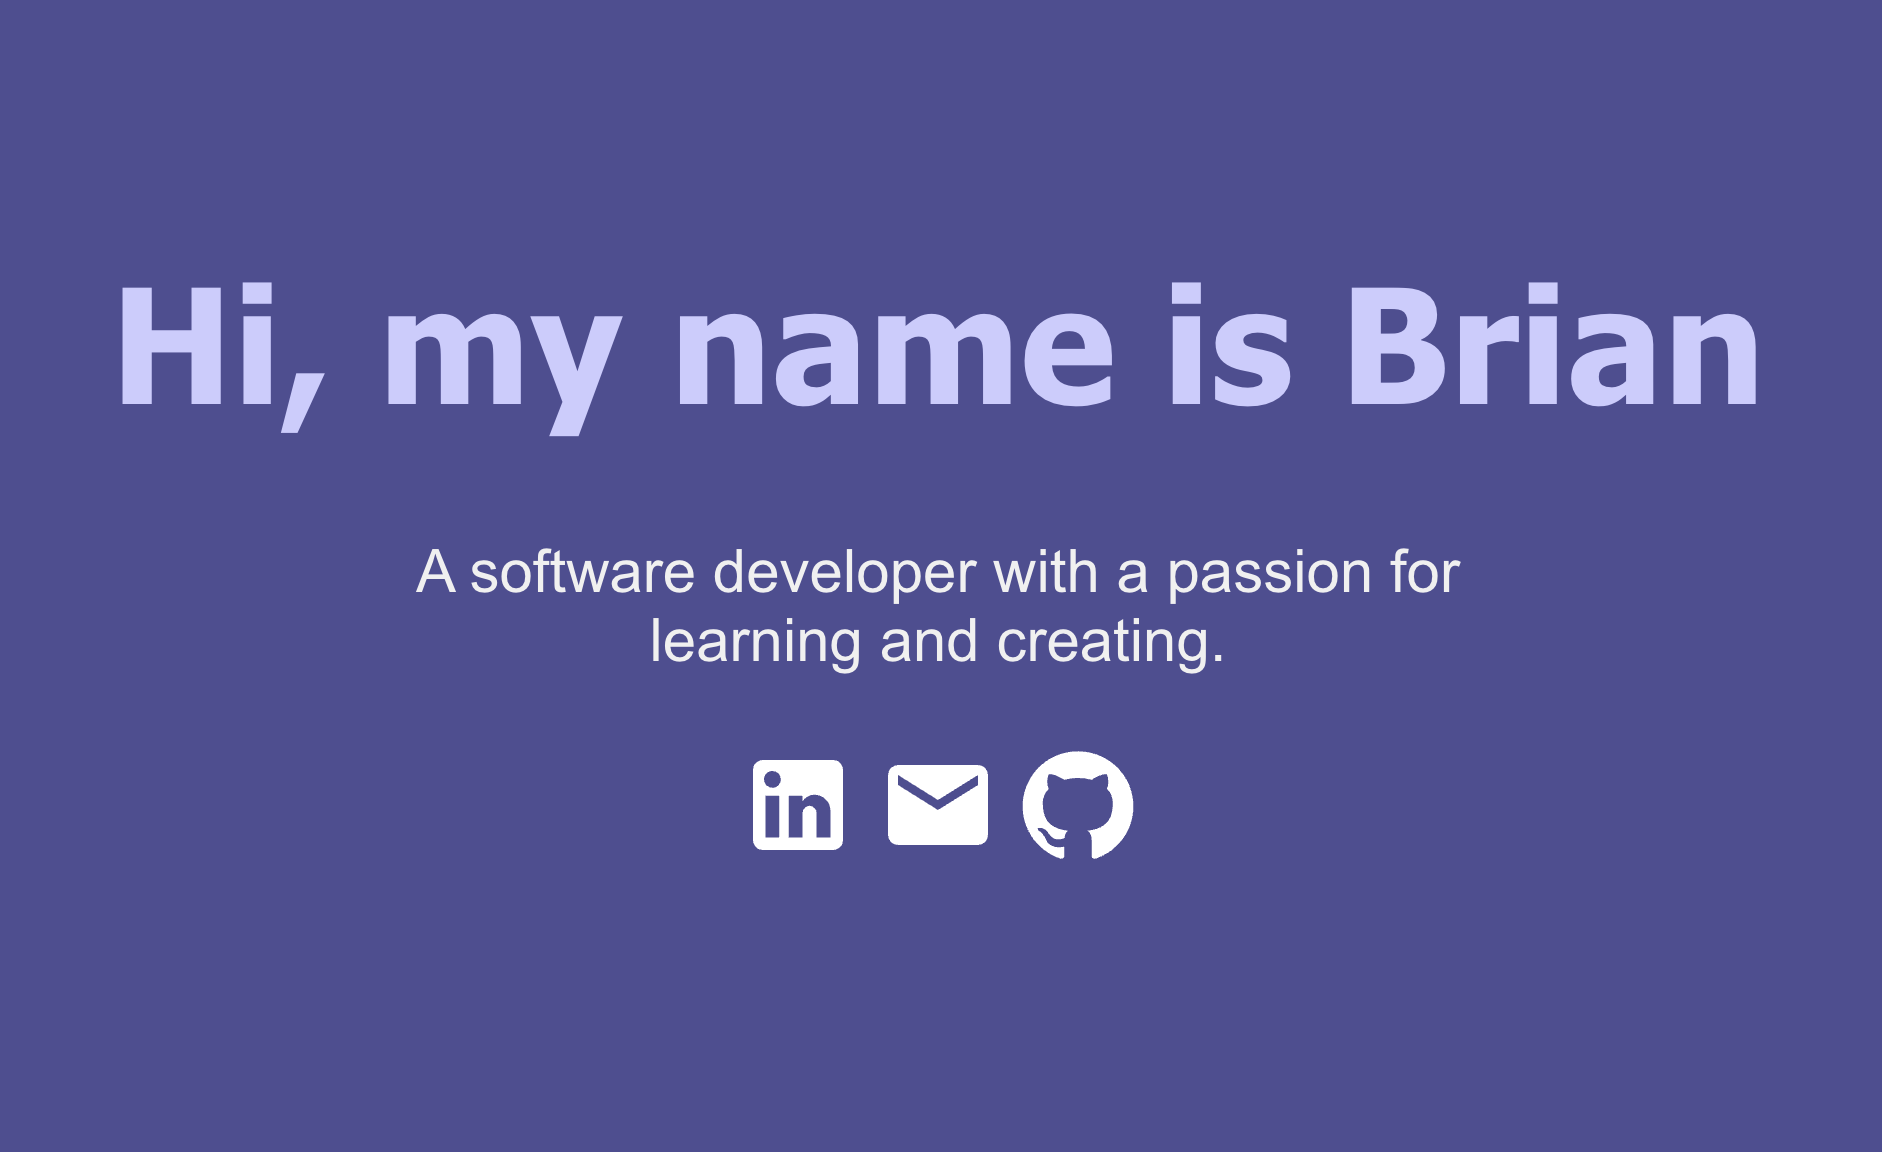 Hi, my name is Brian
A software developer with a passion for
learning and creating.
in